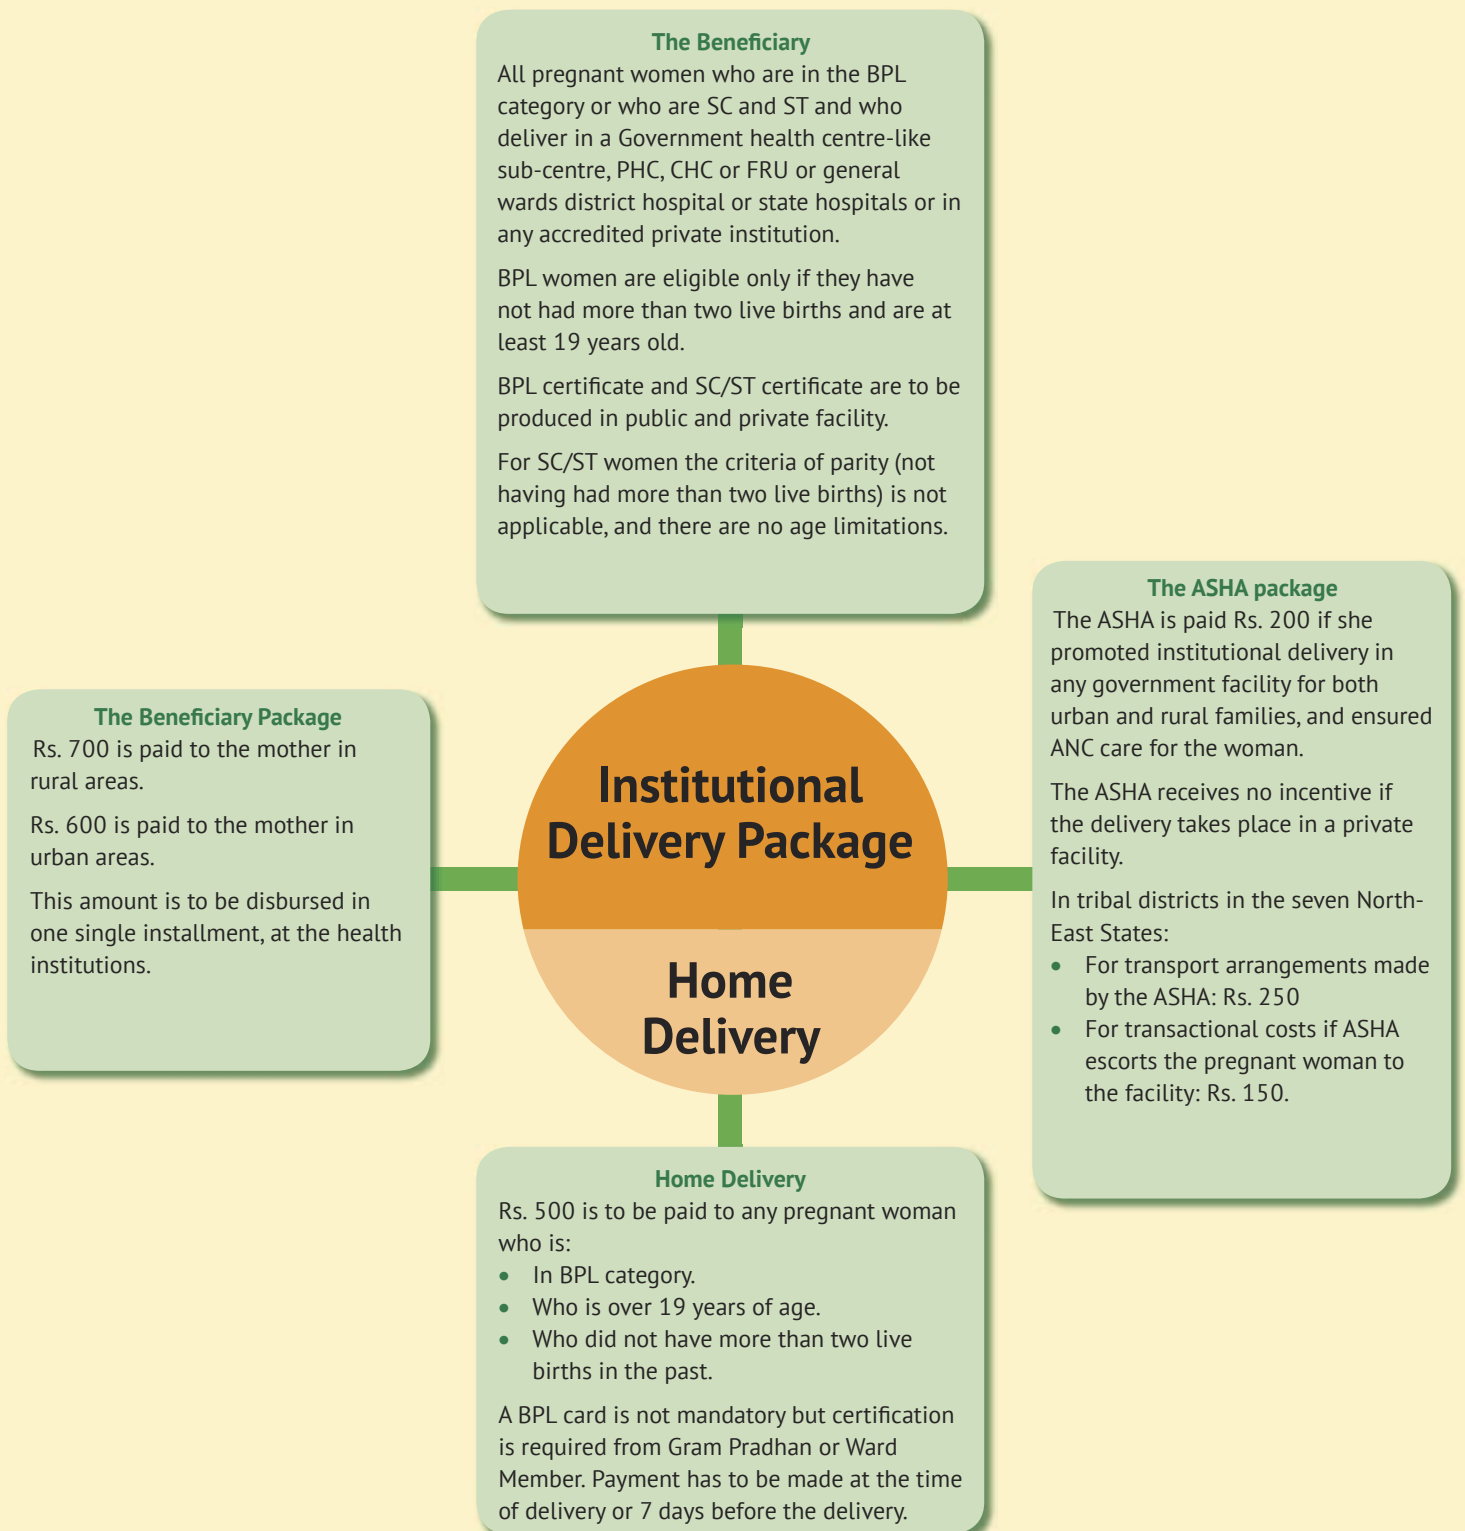 The Beneficiary
All pregnant women who are in the BPL
category or who are SC and ST and who
deliver in a Government health centre-like
sub-centre, PHC, CHC or FRU or general
wards district hospital or state hospitals or in
any accredited private institution.
BPL women are eligible only if they have
not had more than two live births and are at
least 19 years old.
BPL certificate and SC/ST certificate are to be
produced in public and private facility.
For SC/ST women the criteria of parity (not
having had more than two live births) is not
applicable, and there are no age limitations.
The Beneficiary Package
Rs. 700 is paid to the mother in
rural areas.
Rs. 600 is paid to the mother in
urban areas.
This amount is to be disbursed in
one single installment, at the health
institutions.
Institutional
Delivery Package
Home
Delivery
The ASHA package
The ASHA is paid Rs. 200 if she
promoted institutional delivery in
any government facility for both
urban and rural families, and ensured
ANC care for the woman.
The ASHA receives no incentive if
the delivery takes place in a private
facility.
In tribal districts in the seven North-
East States:
• For transport arrangements made
by the ASHA: Rs. 250
• For transactional costs if ASHA
escorts the pregnant woman to
the facility: Rs. 150.
Home Delivery
Rs. 500 is to be paid to any pregnant woman
who is:
• In BPL category.
• Who is over 19 years of age.
• Who did not have more than two live
births in the past.
A BPL card is not mandatory but certification
is required from Gram Pradhan or Ward
Member. Payment has to be made at the time
of delivery or 7 days before the delivery.